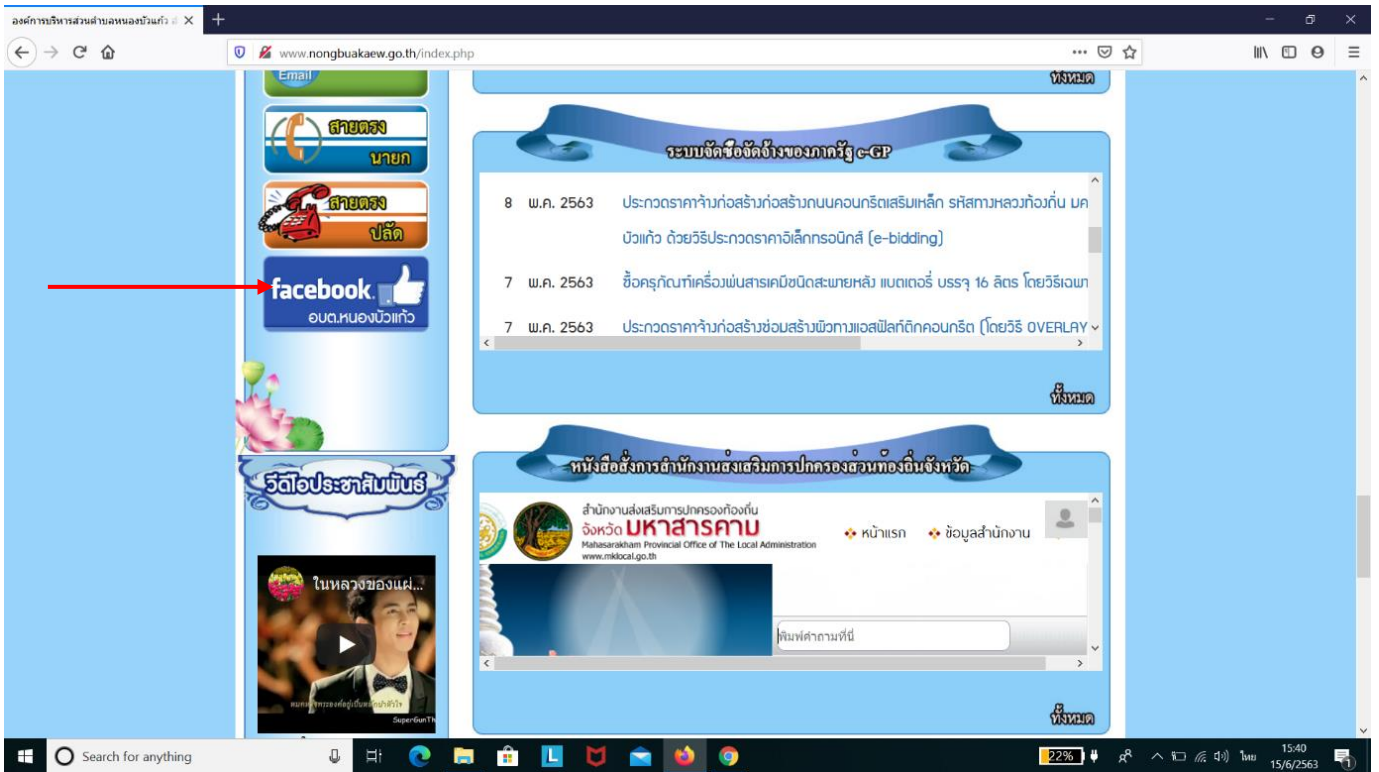 องค์การบริหารส่วนตำบลหนองบัวแก้ว อ
www.nongbuakaew.go.th/index.php
Email
สายตรง
นายก
สายตรง
ปลัด
facebook.
อบต.หนองบัวแก้ว
วีดีโอประชาสัมพันธ์
ในหลวงของแผ่...
SuperGunTh
ทั้งหมด
ระบบจัดซื้อจัดจ้างของภาครัฐ e-GP
8 พ.ค. 2563 ประกวดราคาจ้างก่อสร้างก่อสร้างถนนคอนกรีตเสริมเหล็ก รหัสทางหลวงท้องถิ่น มค
บัวแก้ว ด้วยวิธีประกวดราคาอิเล็กทรอนิกส์ (e-bidding)
7 พ.ค. 2563 ซื้อครุภัณฑ์เครื่องพ่นสารเคมีชนิดสะพายหลัง แบตเตอรี่ บรรจุ 16 ลิตร โดยวิธีเฉพา
7 พ.ค. 2563 ประกวดราคาจ้างก่อสร้างซ่อมสร้างผิวทางแอสฟัลท์ติกคอนกรีต (โดยวิธี OVERLAY
ทั้งหมด
หนังสือสั่งการสำนักงานส่งเสริมการปกครองส่วนท้องถิ่นจังหวัด
สำนักงานส่งเสริมการปกครองท้องถิ่น
จังหวัด มหาสารคาม
Mahasarakham Provincial Office of The Local Administration
www.mklocal.go.th
หน้าแรก ข้อมูลสำนักงาน
พิมพ์คำถามที่นี่
ทั้งหมด
Search for anything
22%
ไทย
15:40
15/6/2563
1